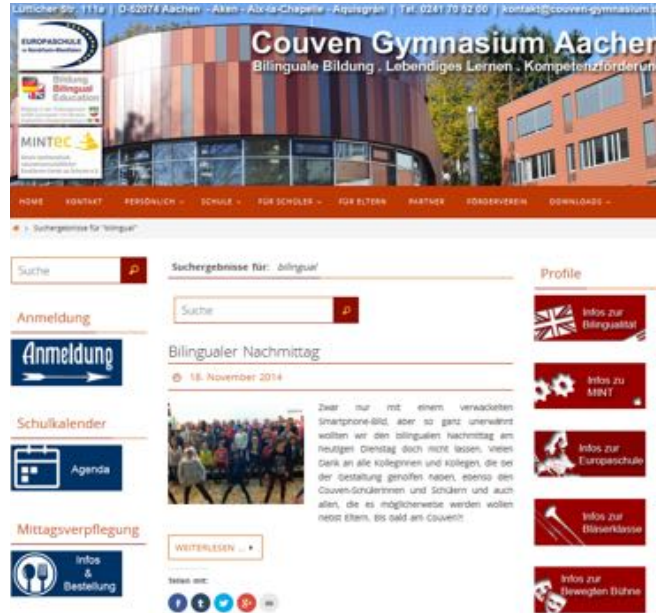 Lütticher Str. 111a | D-52074 Aachen - Aken - Aix-la-Chapelle - Aquisgrán | Tel. 0241 70 52 00 | kontakt@couven-gymnasium.d
EUROPASCHULE
in Nordrhein-Westfalen
Couven Gymnasium Aachen
Bilinguale Bildung . Lebendiges Lernen . Kompetenzförderun
Bildung
Bilingual
Education
MINTec
HOME KONTAKT PERSÖNLICH SCHULE FÜR SCHÜLER FÜR ELTERN PARTNER FÖRDERVEREIN DOWNLOADS
Suchergebnisse für "bilingual"
Suche
Anmeldung
Anmeldung
Schulkalender
Agenda
Mittagsverpflegung
Infos
&
Bestellung
Suchergebnisse für: bilingual
Suche
Bilingualer Nachmittag
18. November 2014
Zwar nur mit einem verwackelten
Smartphone-Bild, aber so ganz unerwähnt
wollten wir den bilingualen Nachmittag am
heutigen Dienstag doch nicht lassen. Vielen
Dank an alle Kolleginnen und Kollegen, die bei
der Gestaltung geholfen haben, ebenso den
Couven-Schülerinnen und Schülern und auch
allen, die es möglicherweise werden wollen
nebst Eltern. Bis bald am Couven!!!
WEITERLESEN ...
Teilen mit:
Profile
Infos zur
Bilingualität
Infos zu
MINT
Infos zur
Europaschule
Infos zur
Bläserklasse
Infos zur
Bewegten Bühne